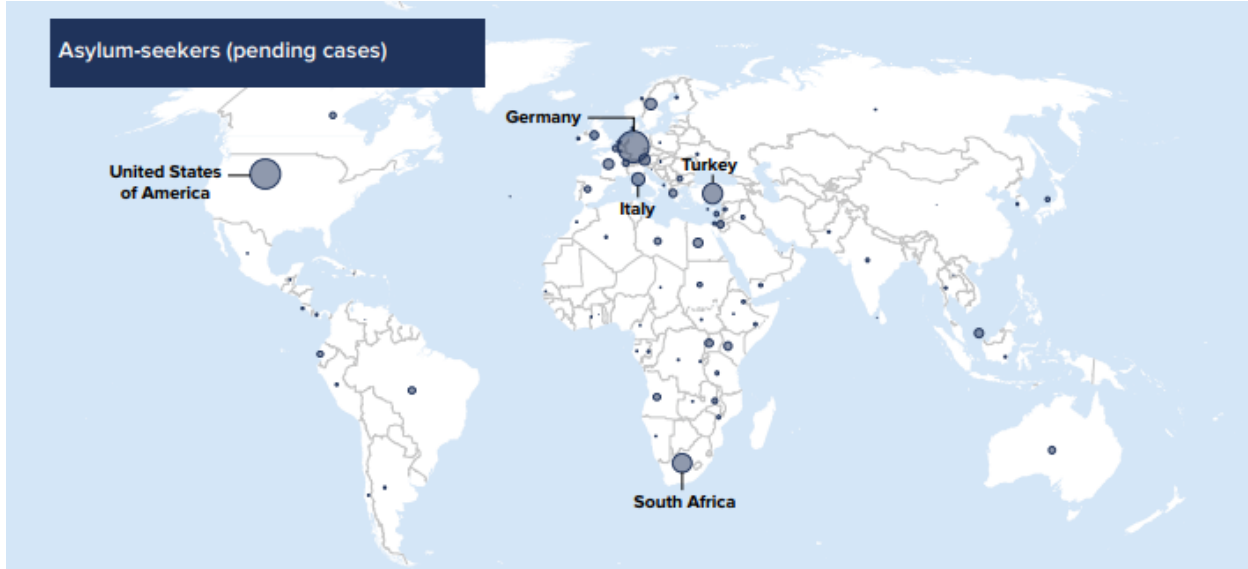 Asylum-seekers (pending cases)
Germany
United States
of America
Turkey
Italy
South Africa